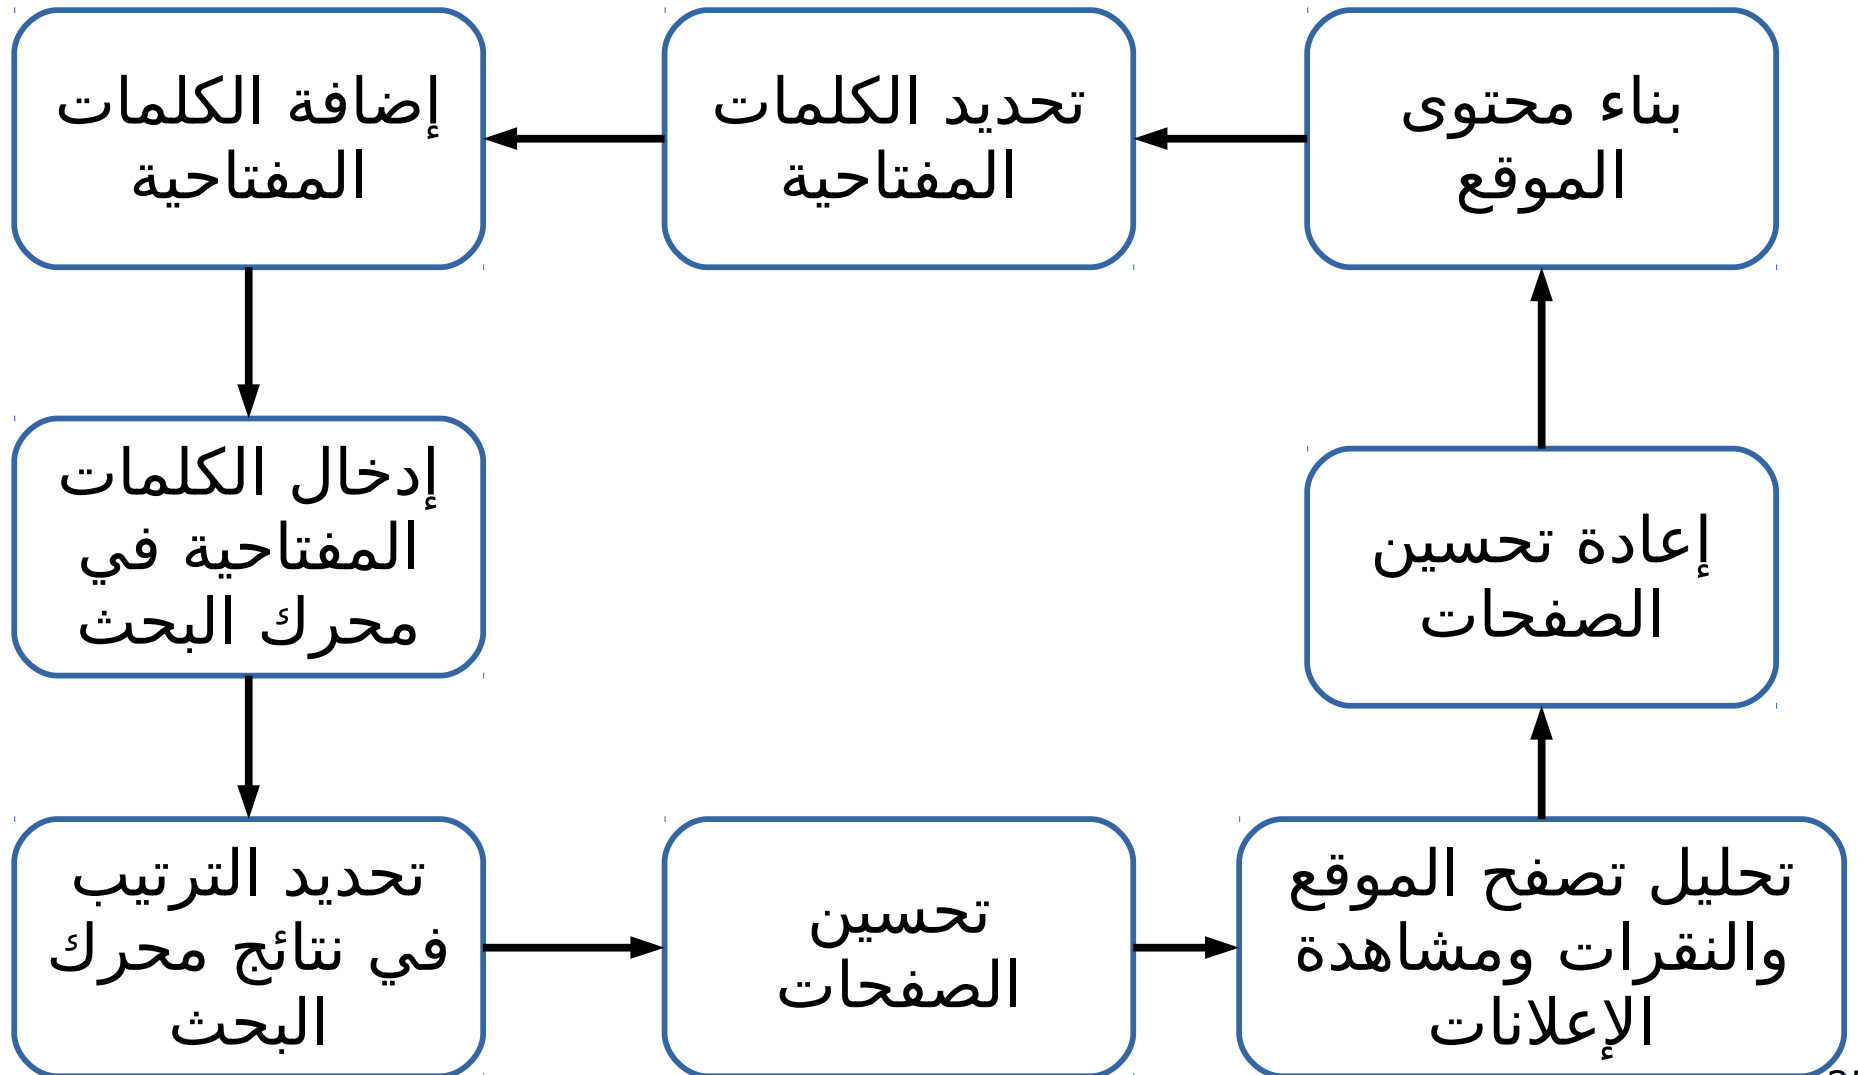 بناء محتوى
الموقع
تحديد الكلمات
المفتاحية
إضافة الكلمات
المفتاحية
إدخال الكلمات
المفتاحية في
محرك البحث
تحديد الترتيب
في نتائج محرك
البحث
تحسين
الصفحات
تحليل تصفح الموقع
والنقرات ومشاهدة
الإعلانات
إعادة تحسين
الصفحات